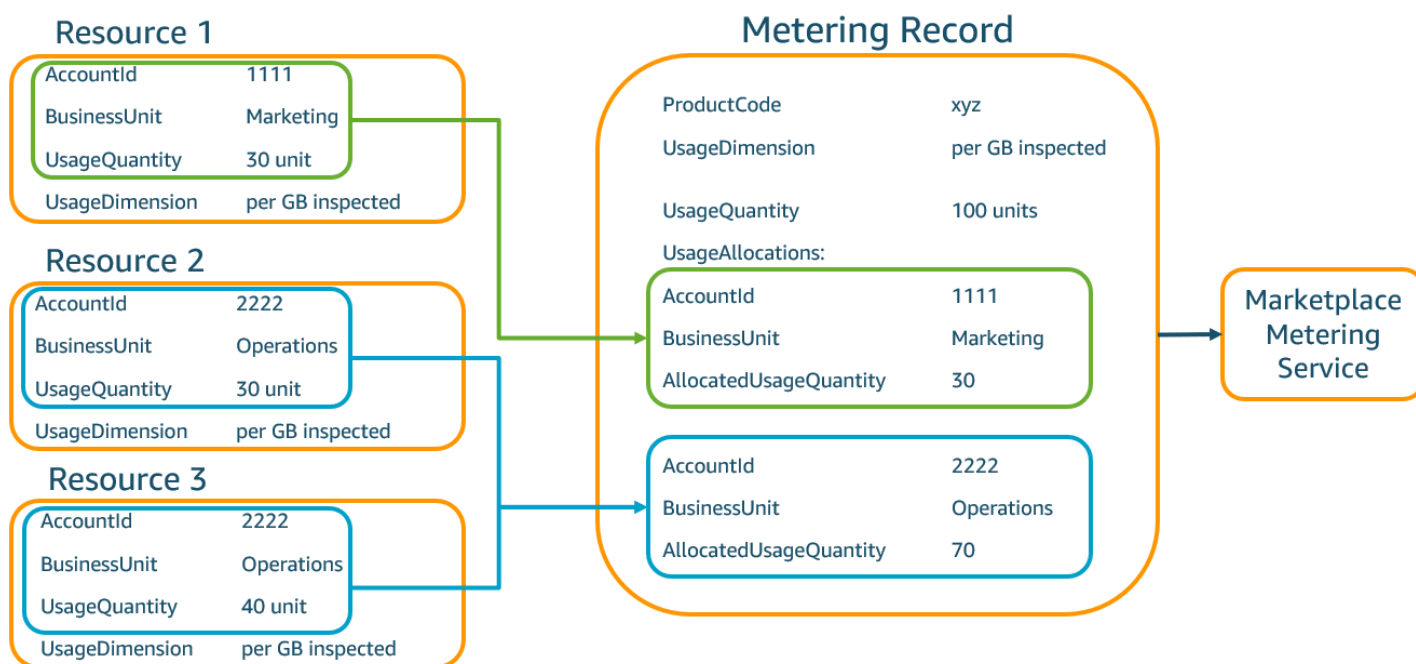 Resource 1
AccountId 1111
BusinessUnit Marketing
UsageQuantity 30 unit
UsageDimension per GB inspected
Resource 2
AccountId 2222
BusinessUnit Operations
UsageQuantity 30 unit
UsageDimension per GB inspected
Resource 3
AccountId 2222
BusinessUnit Operations
UsageQuantity 40 unit
UsageDimension per GB inspected
Metering Record
ProductCode xyz
UsageDimension per GB inspected
UsageQuantity 100 units
UsageAllocations:
AccountId 1111
BusinessUnit Marketing
AllocatedUsageQuantity 30
AccountId 2222
BusinessUnit Operations
AllocatedUsageQuantity 70
Marketplace
Metering
Service